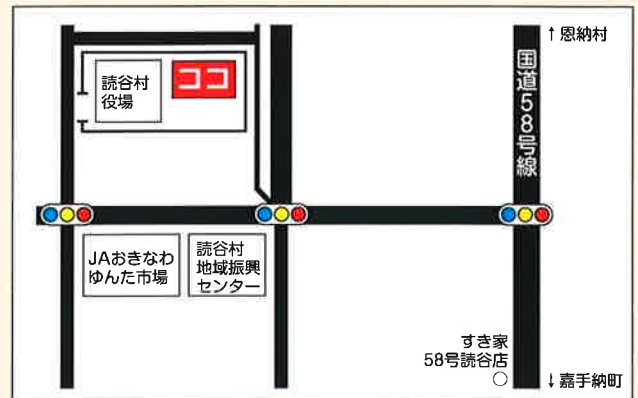 ↑恩納村
国道58号線
読谷村
役場
ココ
JAおきなわ
ゆんた市場
読谷村
地域振興
センター
すき家
58号読谷店
↓嘉手納町